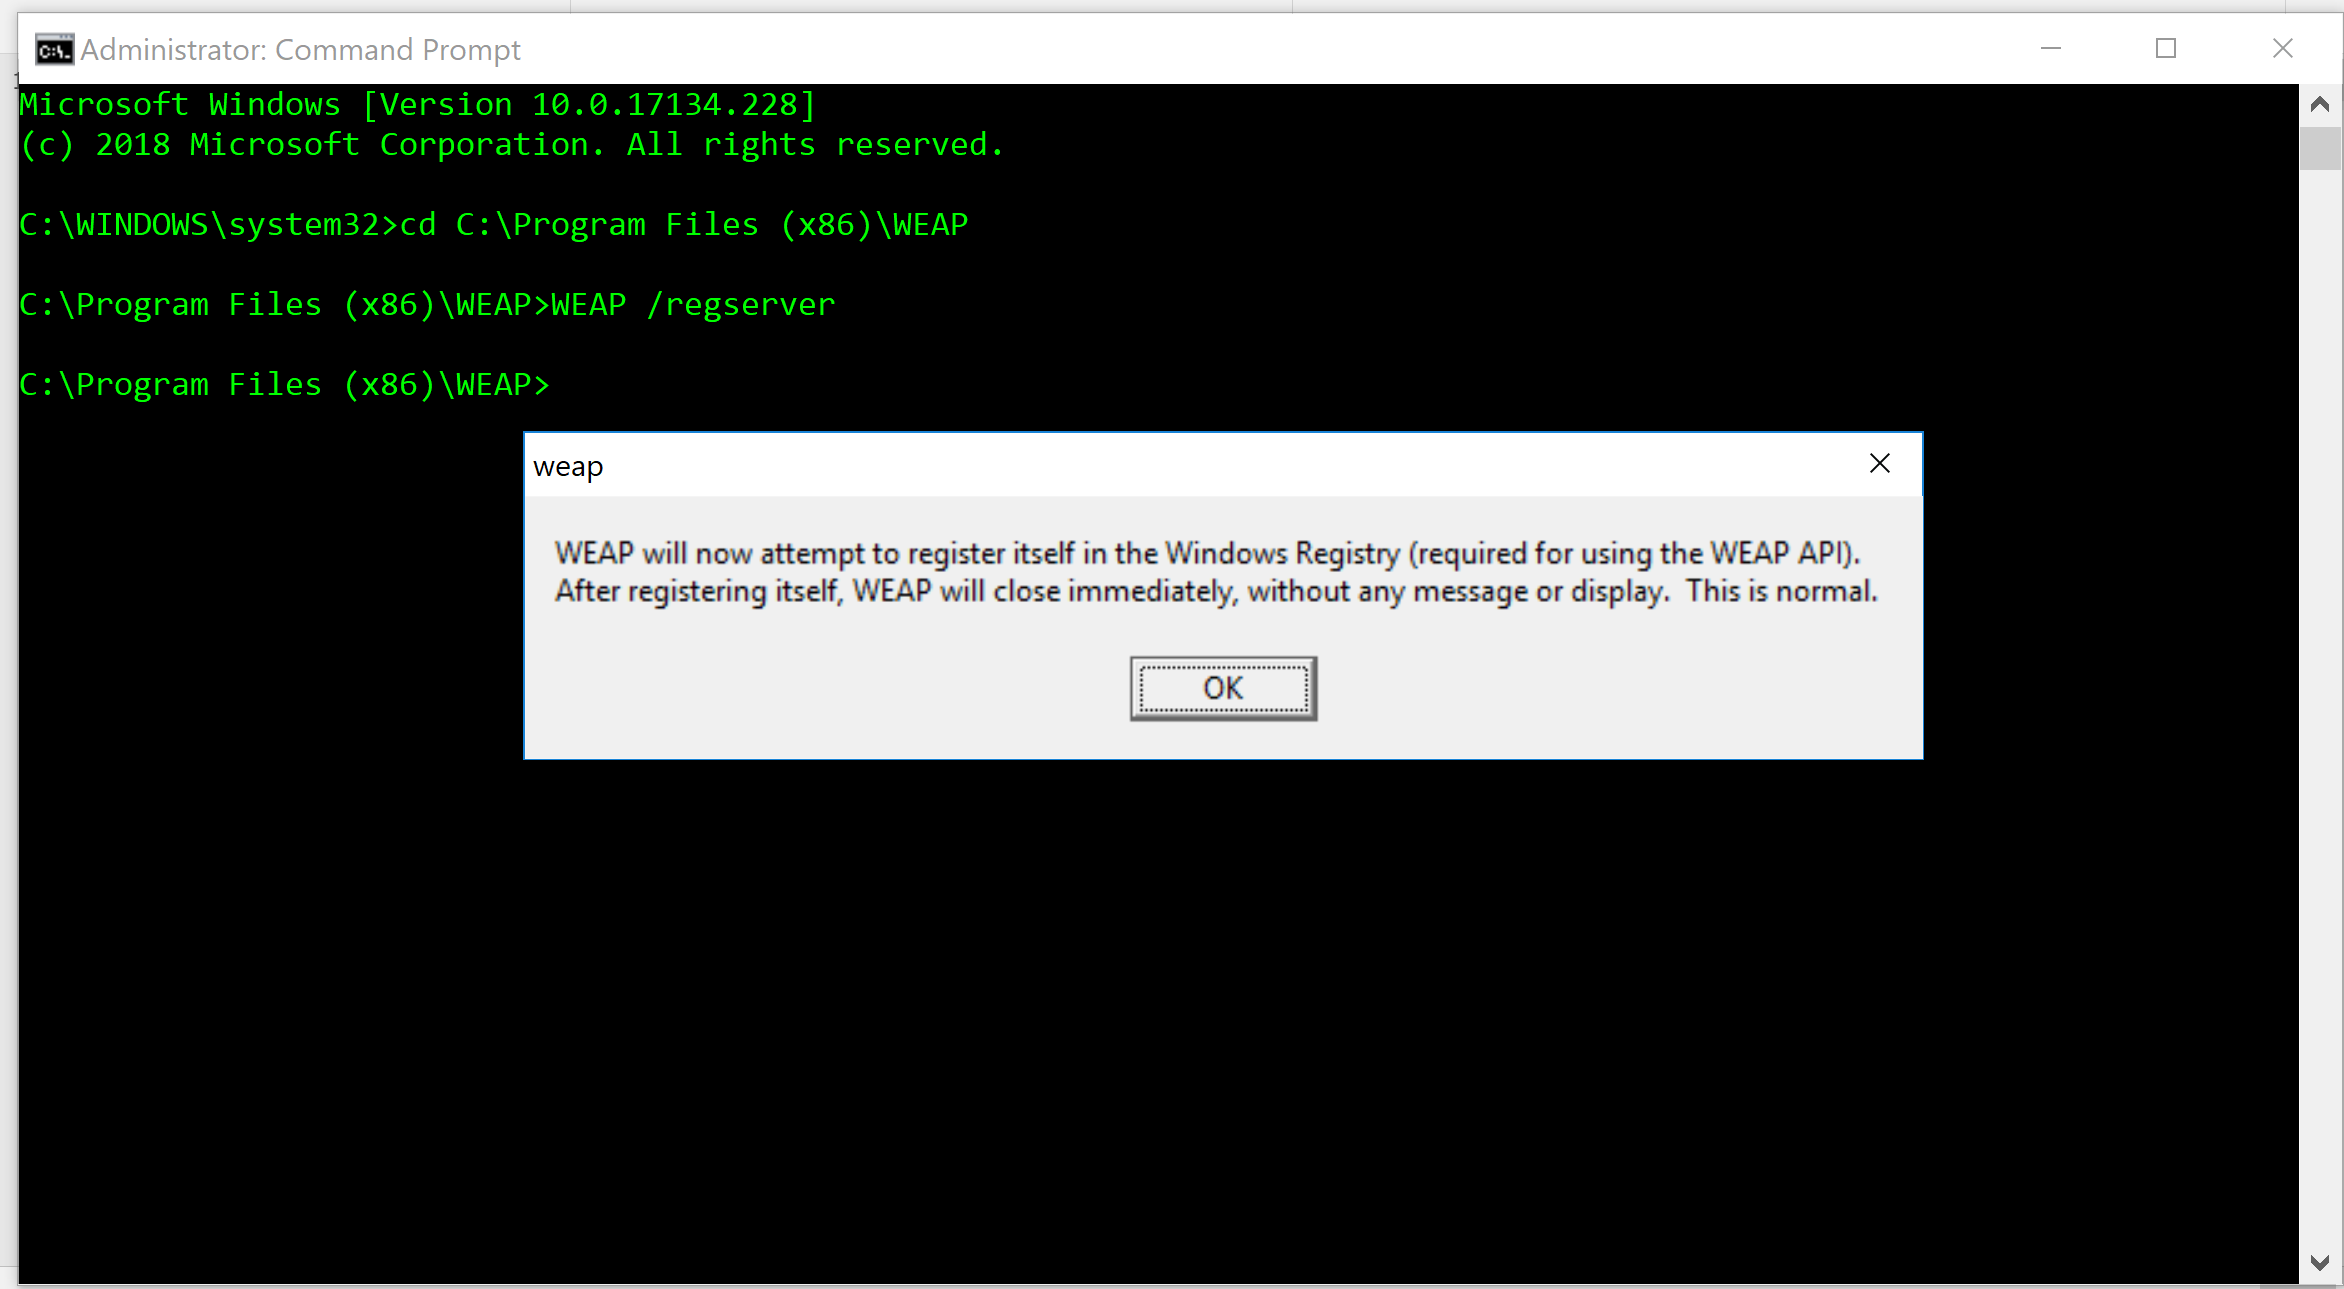 Administrator: Command Prompt
Microsoft Windows [Version 10.0.17134.228]
(c) 2018 Microsoft Corporation. All rights reserved.
C:\WINDOWS\system32>cd C:\Program Files (x86)\WEAP
C:\Program Files (x86)\WEAP>WEAP /regserver
C:\Program Files (x86)\WEAP>
weap
WEAP will now attempt to register itself in the Windows Registry (required for using the WEAP API).
After registering itself, WEAP will close immediately, without any message or display.  This is normal.
OK